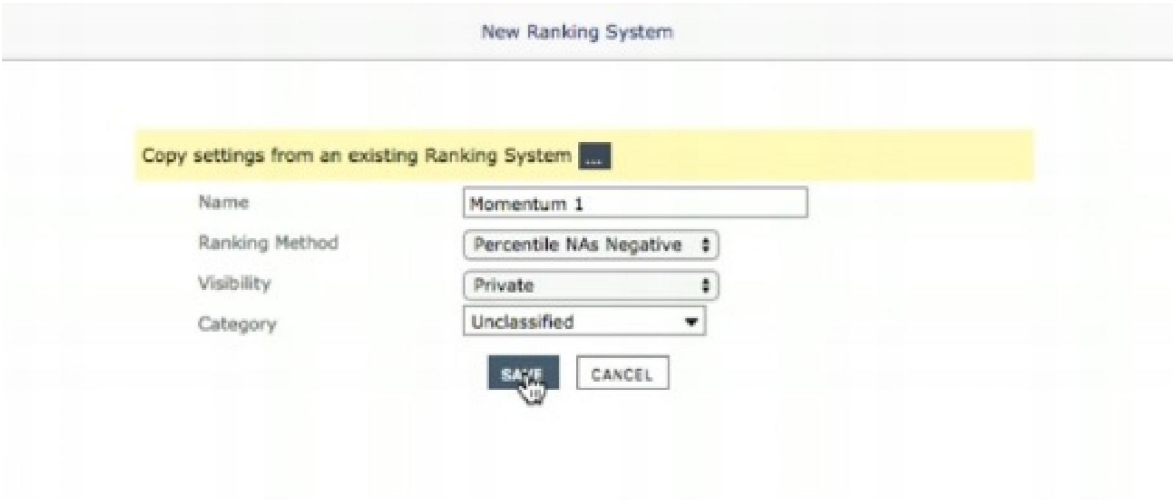 New Ranking System
Copy settings from an existing Ranking System ...
Name Momentum 1
Ranking Method Percentile NAs Negative
Visibility Private
Category Unclassified
SAVE CANCEL